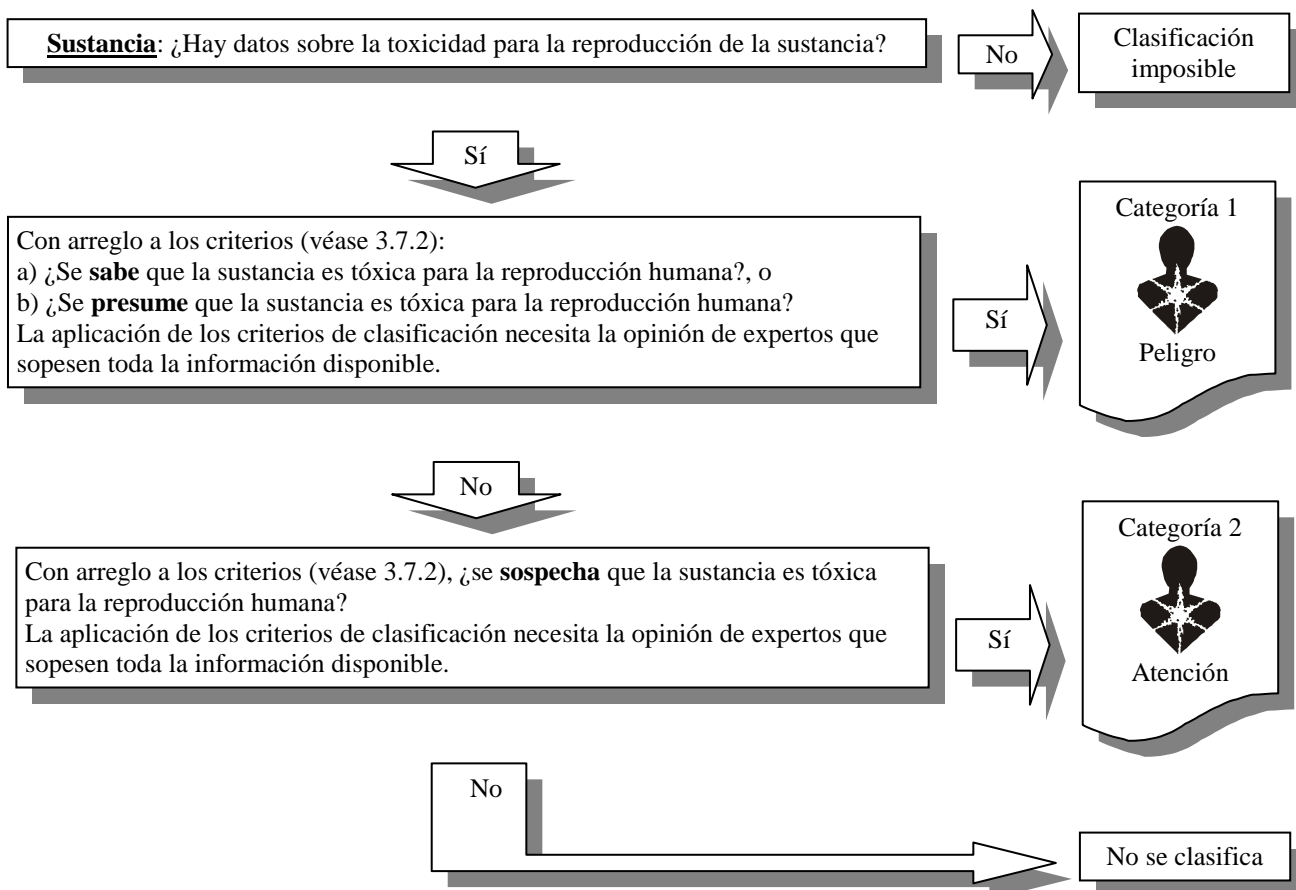 Sustancia: ¿Hay datos sobre la toxicidad para la reproducción de la sustancia?
No
Clasificación
imposible
Sí
Con arreglo a los criterios (véase 3.7.2):
a) ¿Se sabe que la sustancia es tóxica para la reproducción humana?, o
b) ¿Se presume que la sustancia es tóxica para la reproducción humana?
La aplicación de los criterios de clasificación necesita la opinión de expertos que
sopesen toda la información disponible.
Sí
Categoría 1
Peligro
No
Con arreglo a los criterios (véase 3.7.2), ¿se sospecha que la sustancia es tóxica
para la reproducción humana?
La aplicación de los criterios de clasificación necesita la opinión de expertos que
sopesen toda la información disponible.
Sí
Categoría 2
Atención
No
No se clasifica